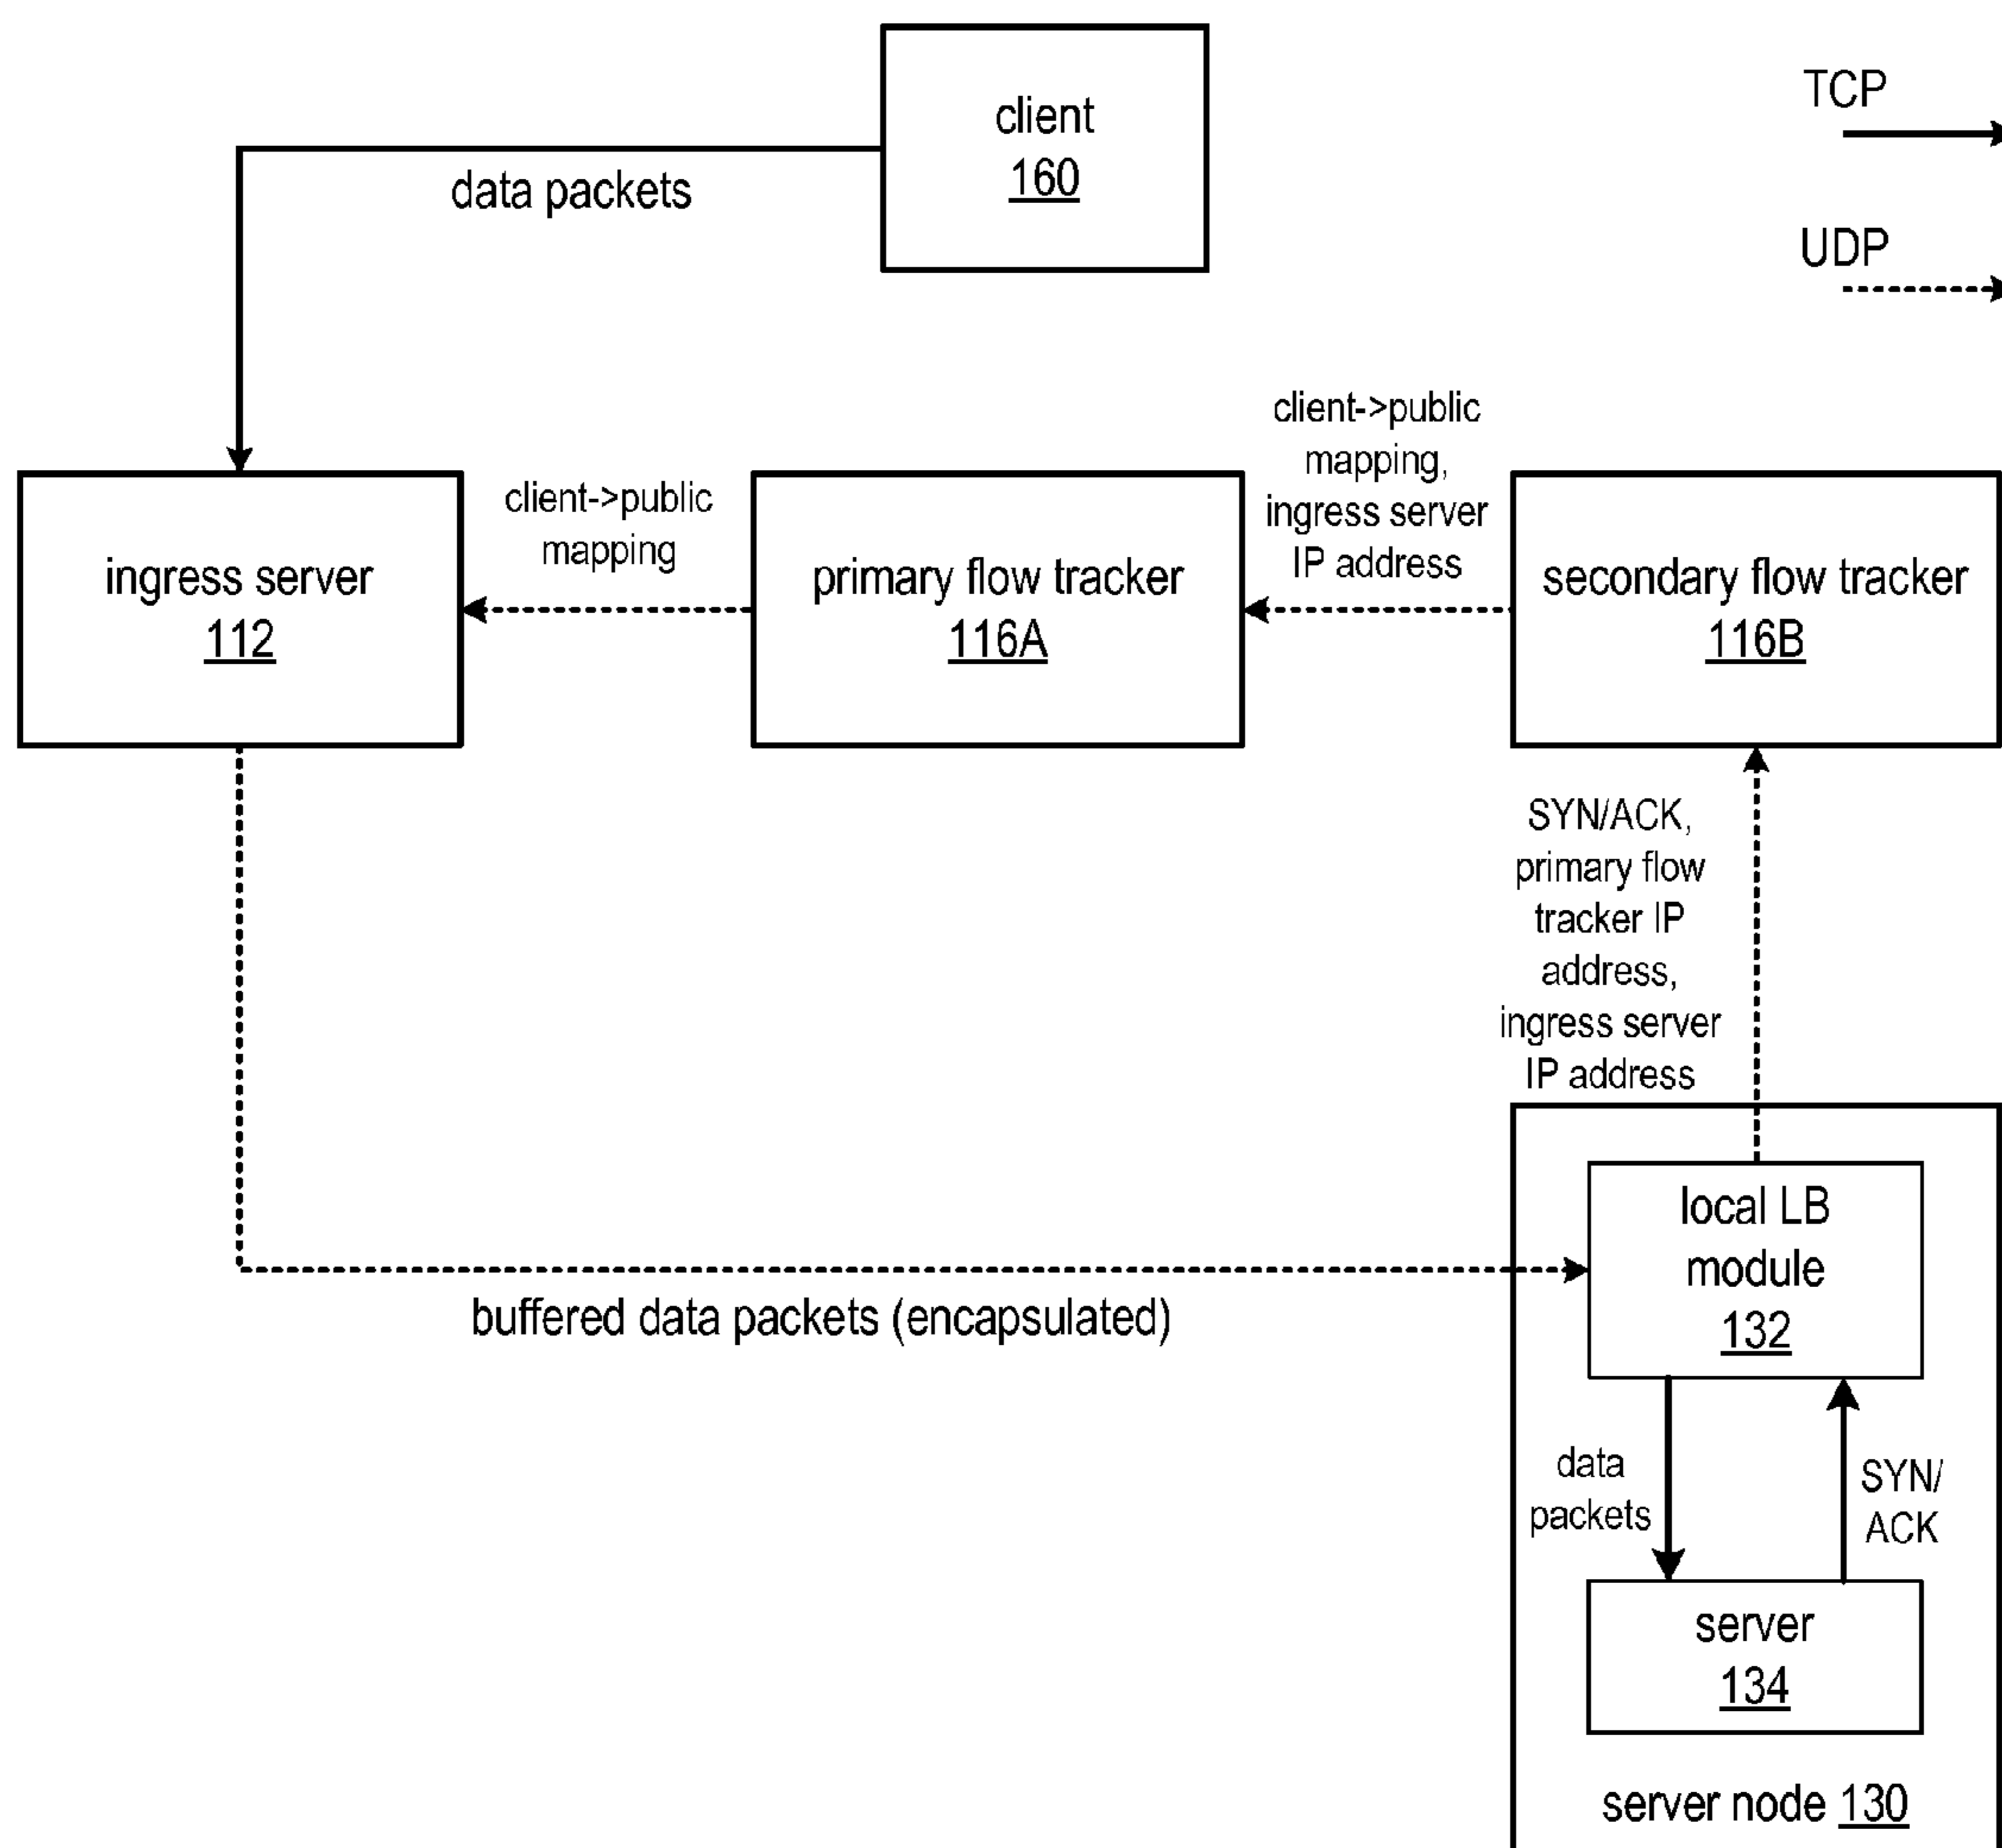 client
160
TCP
UDP
data packets
client->public
mapping,
ingress server
IP address
client->public
mapping
ingress server
112
primary flow tracker
116A
secondary flow tracker
116B
SYN/ACK,
primary flow
tracker IP
address,
ingress server
IP address
local LB
module
132
buffered data packets (encapsulated)
data
packets
SYN/
ACK
server
134
server node 130